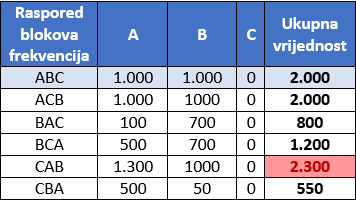 Raspored blokova frekvencija A B C Ukupna vrijednost
ABC 1.000 1.000 0 2.000
ACB 1.000 1000 0 2.000
BAC 100 700 0 800
BCA 500 700 0 1.200
CAB 1.300 1000 0 2.300
CBA 500 50 0 550